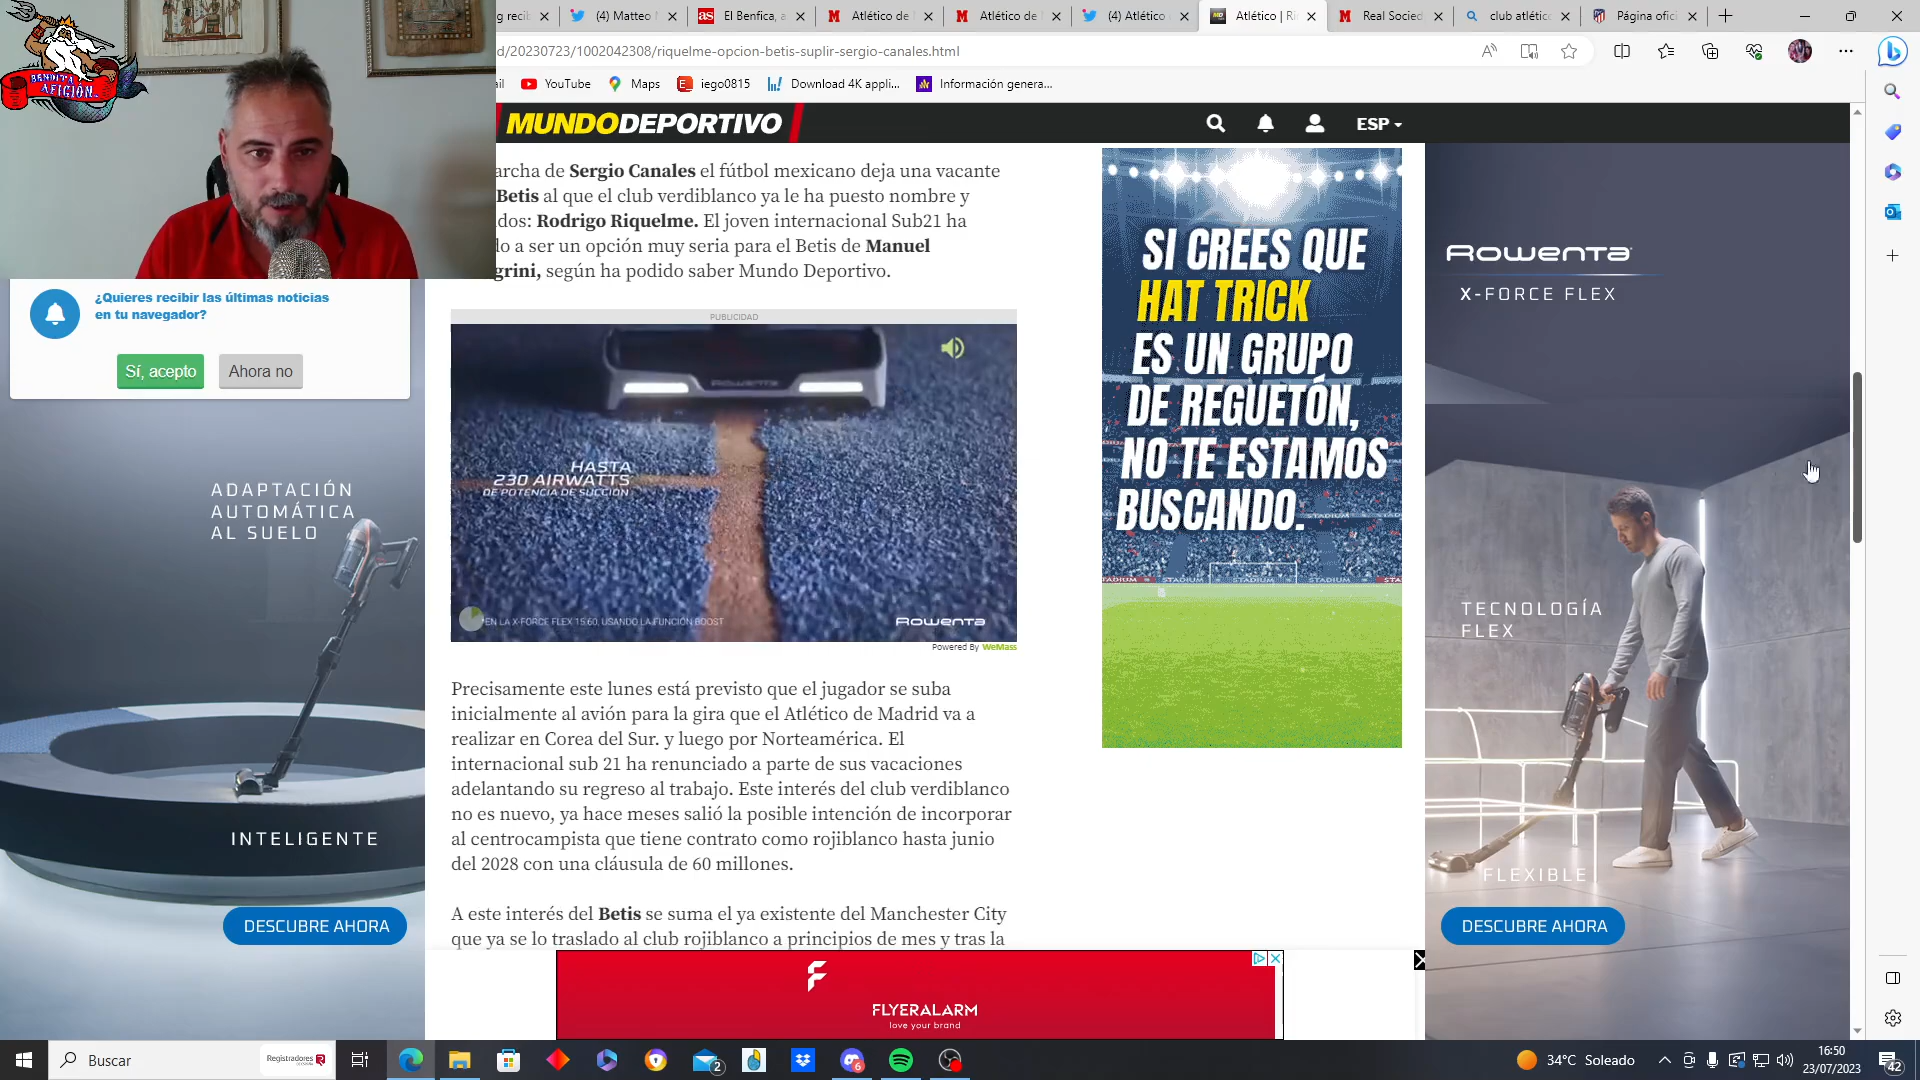 BENDITA
AFICIÓN
g recib
(4) Matteo
El Benfica, a
Atlético de
Atlético de
(4) Atlético
Atlético | Ri
Real Socied
club atlétic
Página ofici
d/20230723/1002042308/riquelme-opcion-betis-suplir-sergio-canales.html
YouTube
Maps
iego0815
Download 4K appli...
Información genera...
MUNDODEPORTIVO
ESP
archa de Sergio Canales el fútbol mexicano deja una vacante
Betis al que el club verdiblanco ya le ha puesto nombre y
dos: Rodrigo Riquelme. El joven internacional Sub21 ha
o a ser un opción muy seria para el Betis de Manuel
grini, según ha podido saber Mundo Deportivo.
¿Quieres recibir las últimas noticias
en tu navegador?
Sí, acepto
Ahora no
PUBLICIDAD
Rowenta
HASTA
230 AIRWATTS
DE POTENCIA DE SUCCIÓN
*EN LA X-FORCE FLEX 15.60, USANDO LA FUNCIÓN BOOST
Rowenta
Powered By WeMass
SI CREES QUE
HAT TRICK
ES UN GRUPO
DE REGUETÓN,
NO TE ESTAMOS
BUSCANDO.
STADIUM
STADIUM
STADIUM
Rowenta
X-FORCE FLEX
ADAPTACIÓN
AUTOMÁTICA
AL SUELO
INTELIGENTE
DESCUBRE AHORA
TECNOLOGÍA
FLEX
FLEXIBLE
DESCUBRE AHORA
Precisamente este lunes está previsto que el jugador se suba
inicialmente al avión para la gira que el Atlético de Madrid va a
realizar en Corea del Sur. y luego por Norteamérica. El
internacional sub 21 ha renunciado a parte de sus vacaciones
adelantando su regreso al trabajo. Este interés del club verdiblanco
no es nuevo, ya hace meses salió la posible intención de incorporar
al centrocampista que tiene contrato como rojiblanco hasta junio
del 2028 con una cláusula de 60 millones.
A este interés del Betis se suma el ya existente del Manchester City
que ya se lo traslado al club rojiblanco a principios de mes y tras la
FLYERALARM
love your brand
Buscar
Registradores
34°C Soleado
16:50
23/07/2023
42